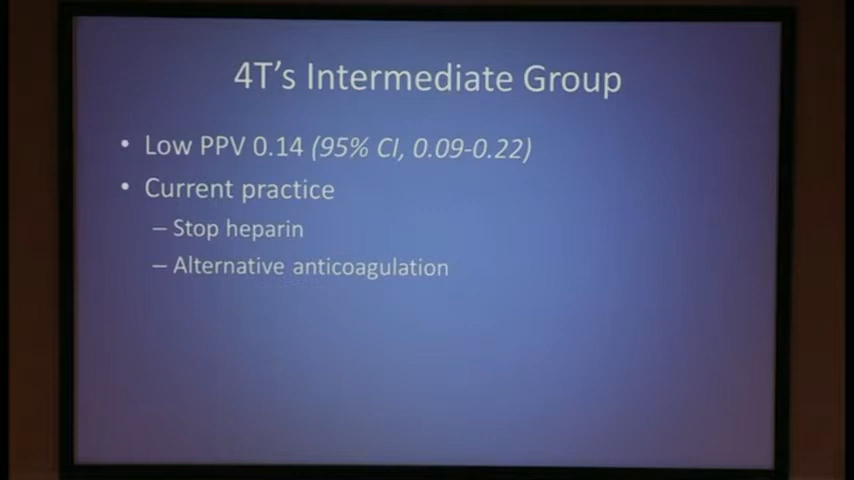 4T's Intermediate Group
• Low PPV 0.14 (95% CI, 0.09-0.22)
• Current practice
– Stop heparin
– Alternative anticoagulation